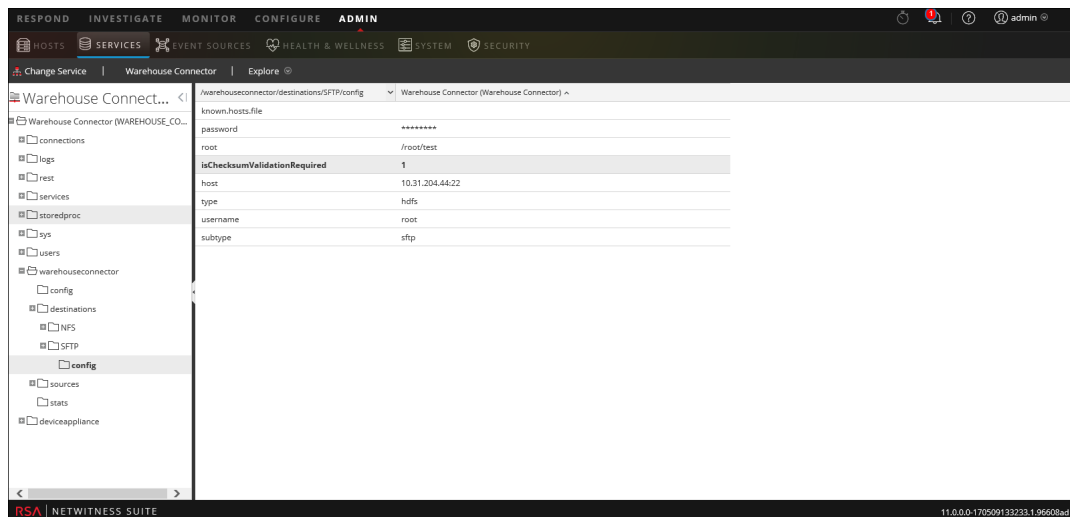 RESPOND INVESTIGATE MONITOR CONFIGURE ADMIN 1 admin
HOSTS SERVICES EVENT SOURCES HEALTH & WELLNESS SYSTEM SECURITY
Change Service | Warehouse Connector | Explore
Warehouse Connect...
/warehouseconnector/destinations/SFTP/config Warehouse Connector (Warehouse Connector)
Warehouse Connector (WAREHOUSE_CO...
connections
logs
rest
services
storedproc
sys
users
warehouseconnector
config
destinations
NFS
SFTP
config
sources
stats
deviceappliance
known.hosts.file
password ********
root /root/test
isChecksumValidationRequired 1
host 10.31.204.44:22
type hdfs
username root
subtype sftp
RSA | NETWITNESS SUITE 11.0.0.0-170509133233.1.96608ad